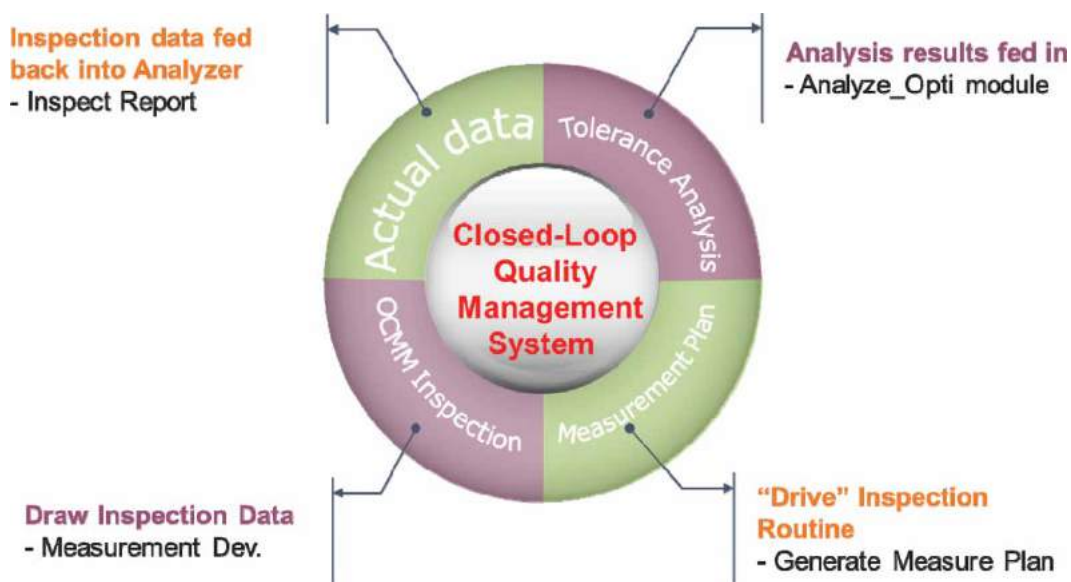 Inspection data fed
back into Analyzer
- Inspect Report
Analysis results fed in
- Analyze_Opti module
Actual data
Tolerance Analysis
Closed-Loop
Quality
Management
System
OCMM Inspection
Measurement Plan
Draw Inspection Data
- Measurement Dev.
“Drive” Inspection
Routine
- Generate Measure Plan